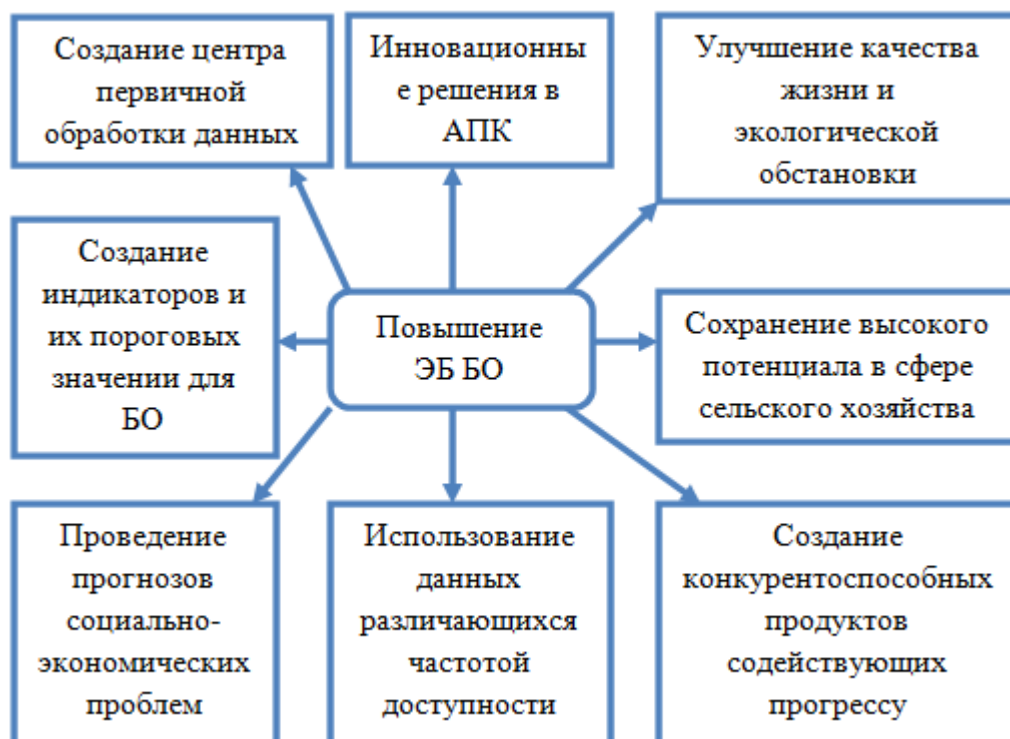 Создание центра
первичной
обработки данных
Инновационны
е решения в
АПК
Улучшение качества
жизни и
экологической
обстановки
Создание
индикаторов и
их пороговых
значении для
БО
Повышение
ЭБ БО
Сохранение высокого
потенциала в сфере
сельского хозяйства
Проведение
прогнозов
социально-
экономических
проблем
Использование
данных
различающихся
частотой
доступности
Создание
конкурентоспособных
продуктов
содействующих
прогрессу